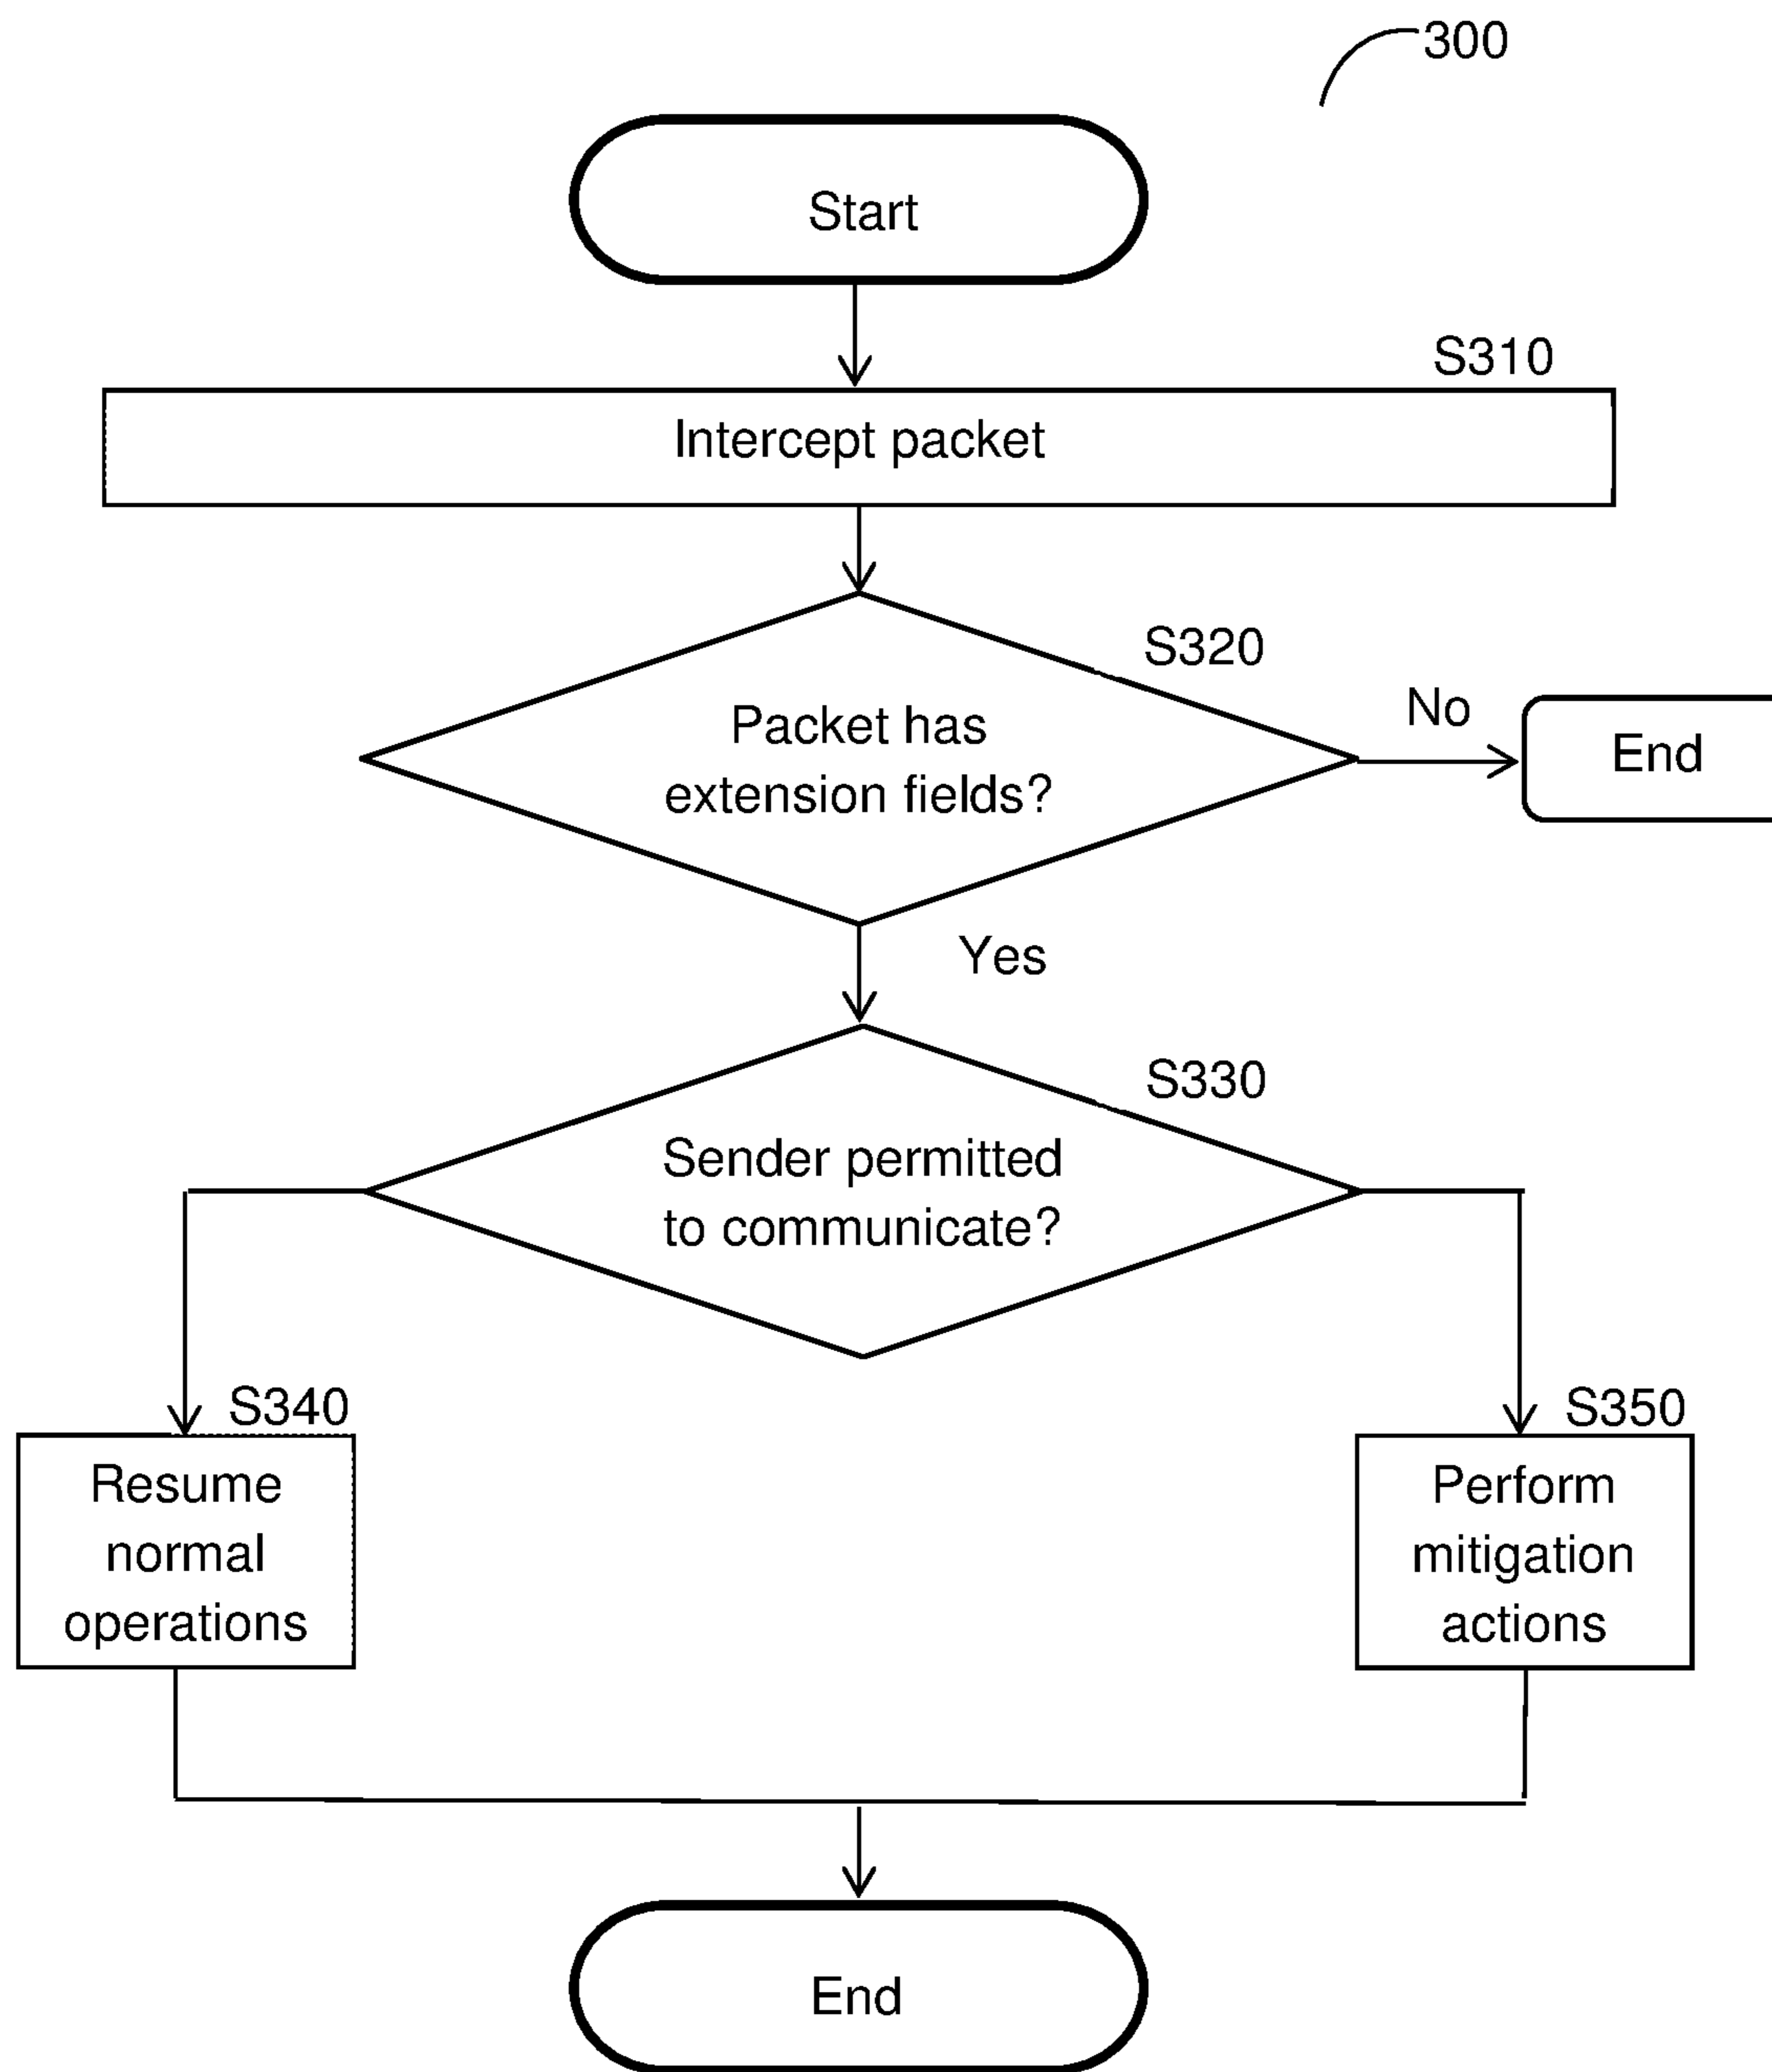 300
Start
S310
Intercept packet
S320
Packet has
extension fields?
No
End
Yes
S330
Sender permitted
to communicate?
S340
Resume
normal
operations
S350
Perform
mitigation
actions
End